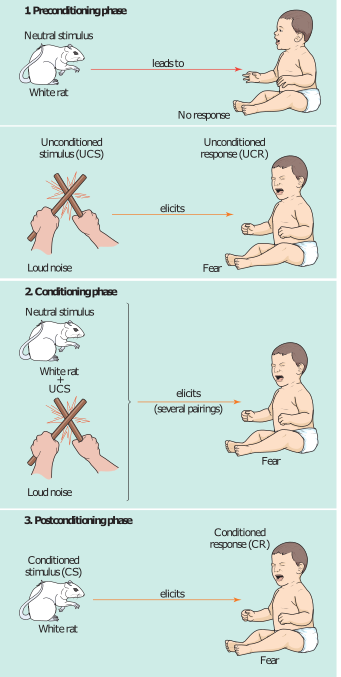 1. Preconditioning phase
Neutral stimulus
leads to
White rat
No response
Unconditioned
stimulus (UCS)
Unconditioned
response (UCR)
elicits
Loud noise
Fear
2. Conditioning phase
Neutral stimulus
White rat
+
UCS
elicits
(several pairings)
Fear
Loud noise
3. Postconditioning phase
Conditioned
response (CR)
Conditioned
stimulus (CS)
elicits
White rat
Fear